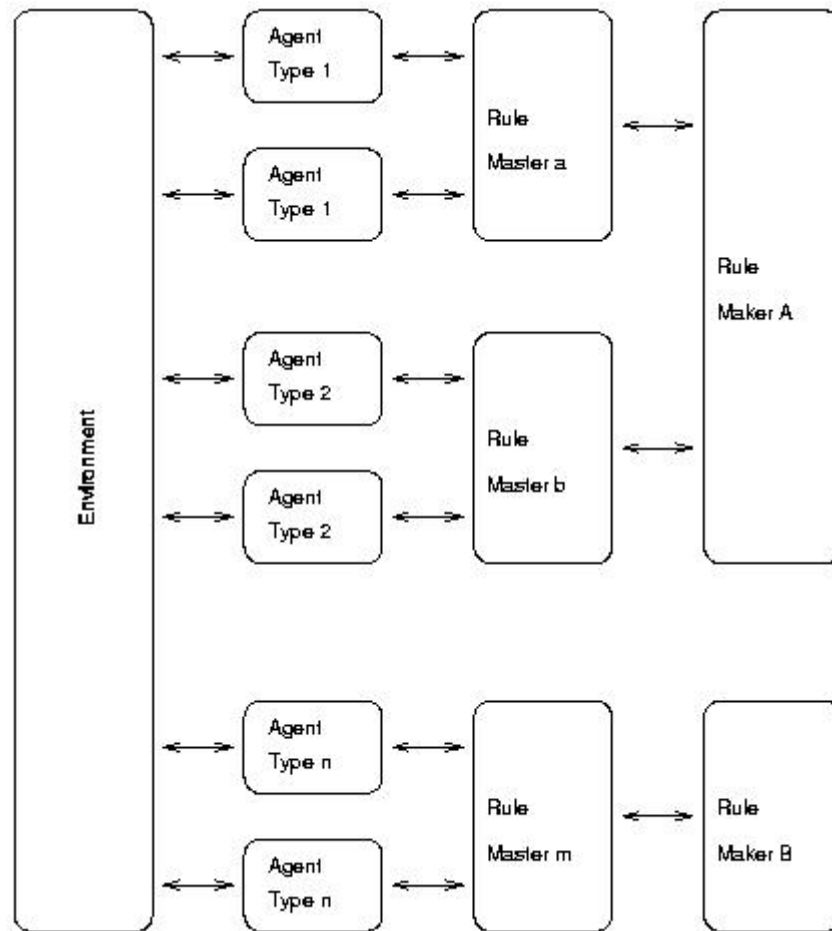 Environment
Agent
Type 1
Agent
Type 1
Rule
Master a
Agent
Type 2
Agent
Type 2
Rule
Master b
Rule
Maker A
Agent
Type n
Agent
Type n
Rule
Master m
Rule
Maker B